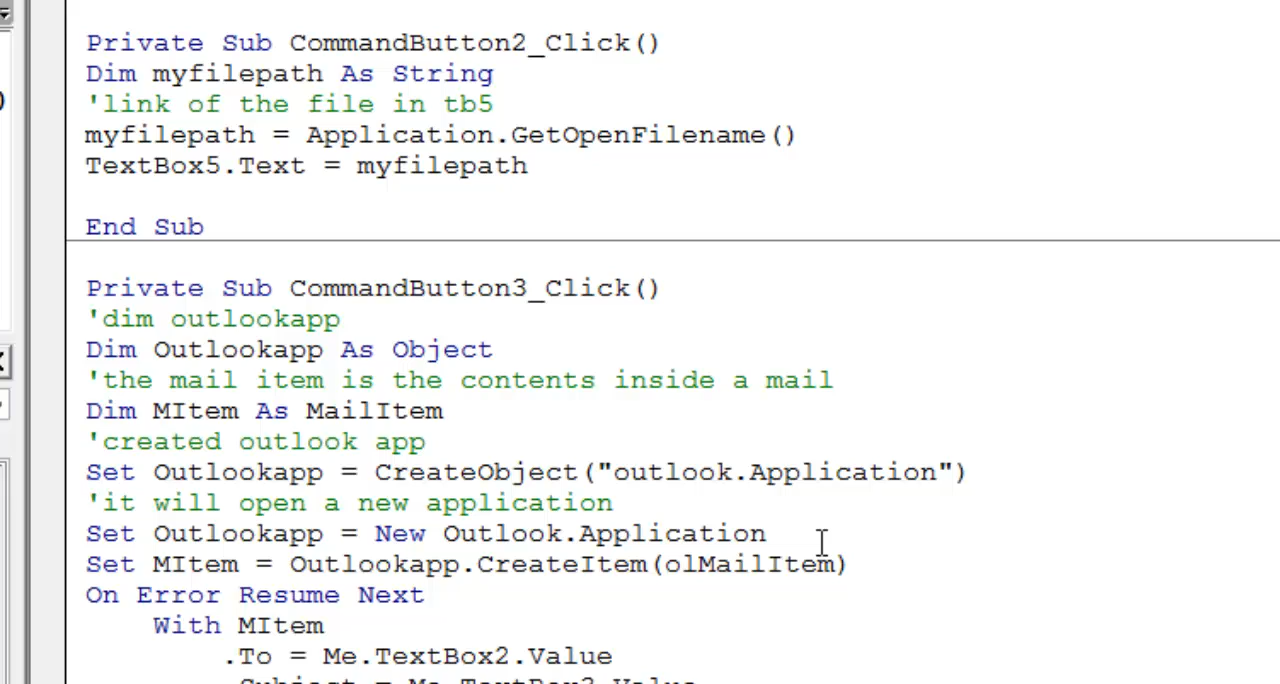 Private Sub CommandButton2_Click()
Dim myfilepath As String
'link of the file in tb5
myfilepath = Application.GetOpenFilename()
TextBox5.Text = myfilepath
End Sub
Private Sub CommandButton3_Click()
'dim outlookapp
Dim Outlookapp As Object
'the mail item is the contents inside a mail
Dim MItem As MailItem
'created outlook app
Set Outlookapp = CreateObject("outlook.Application")
'it will open a new application
Set Outlookapp = New Outlook.Application
Set MItem = Outlookapp.CreateItem(olMailItem)
On Error Resume Next
With MItem
.To = Me.TextBox2.Value